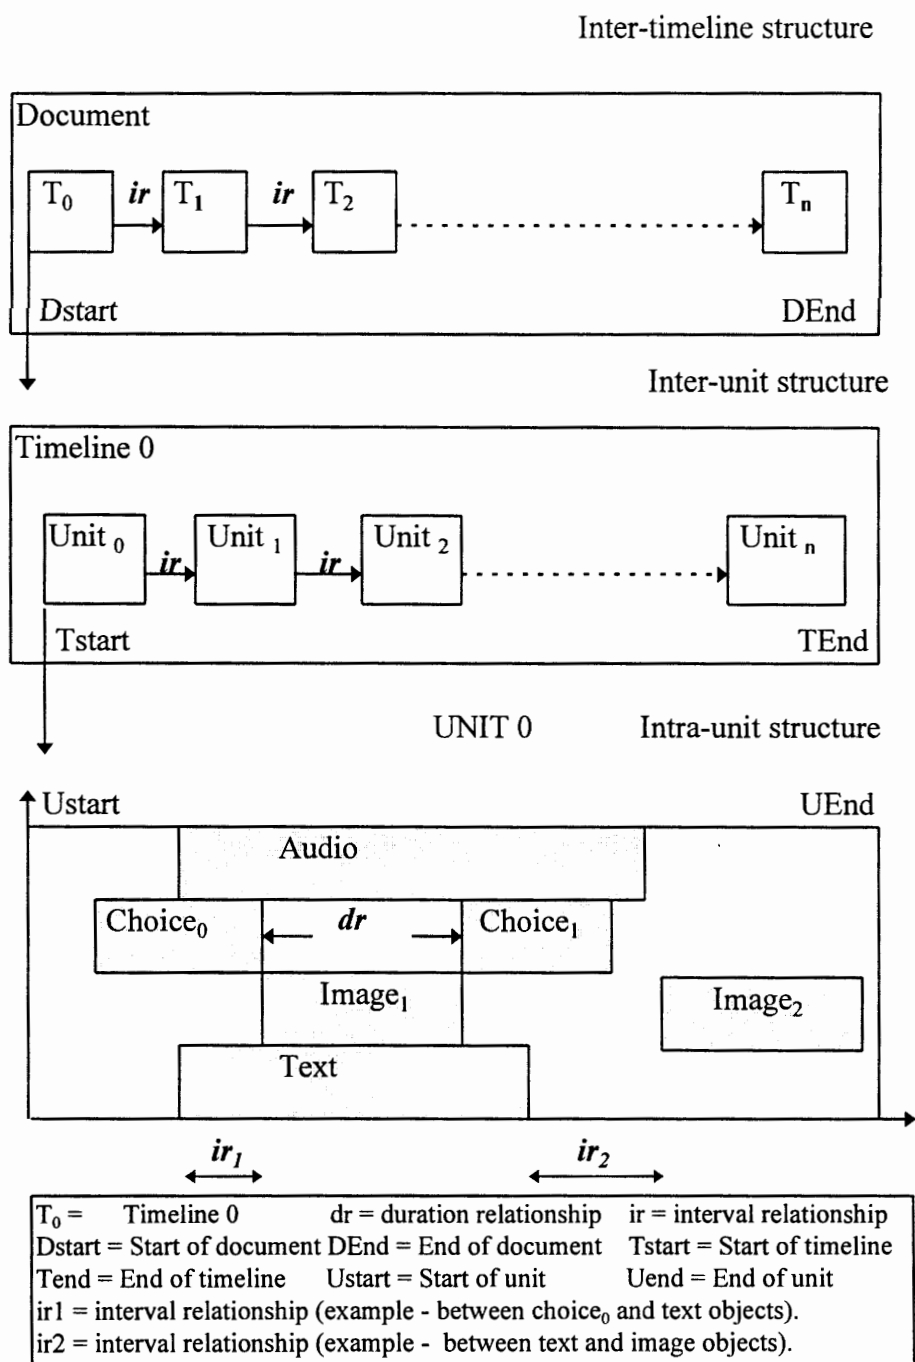 Inter-timeline structure
Document
T₀ ir T₁ ir T₂ Tₙ
Dstart DEnd
Inter-unit structure
Timeline 0
Unit ₀ ir Unit ₁ ir Unit ₂ Unit ₙ
Tstart TEnd
UNIT 0 Intra-unit structure
Ustart UEnd
Audio
Choice₀ dr Choice₁
Image₁ Image₂
Text
ir₁ ir₂
T₀ = Timeline 0 dr = duration relationship ir = interval relationship
Dstart = Start of document DEnd = End of document Tstart = Start of timeline
Tend = End of timeline Ustart = Start of unit Uend = End of unit
ir1 = interval relationship (example - between choice₀ and text objects).
ir2 = interval relationship (example - between text and image objects).